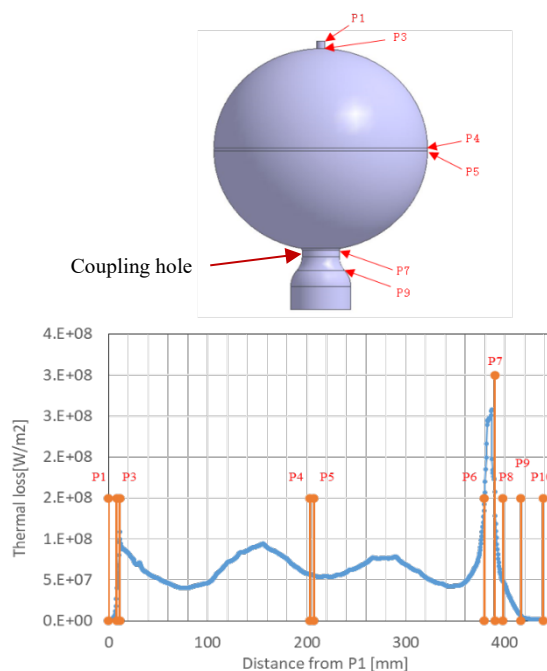 P1
P3
P4
P5
Coupling hole
P7
P9
Thermal loss[W/m2]
4.E+08
3.E+08
3.E+08
2.E+08
2.E+08
1.E+08
5.E+07
0.E+00
P7
P9
P1 P3 P4 P5 P6 P8 P10
0 100 200 300 400
Distance from P1 [mm]